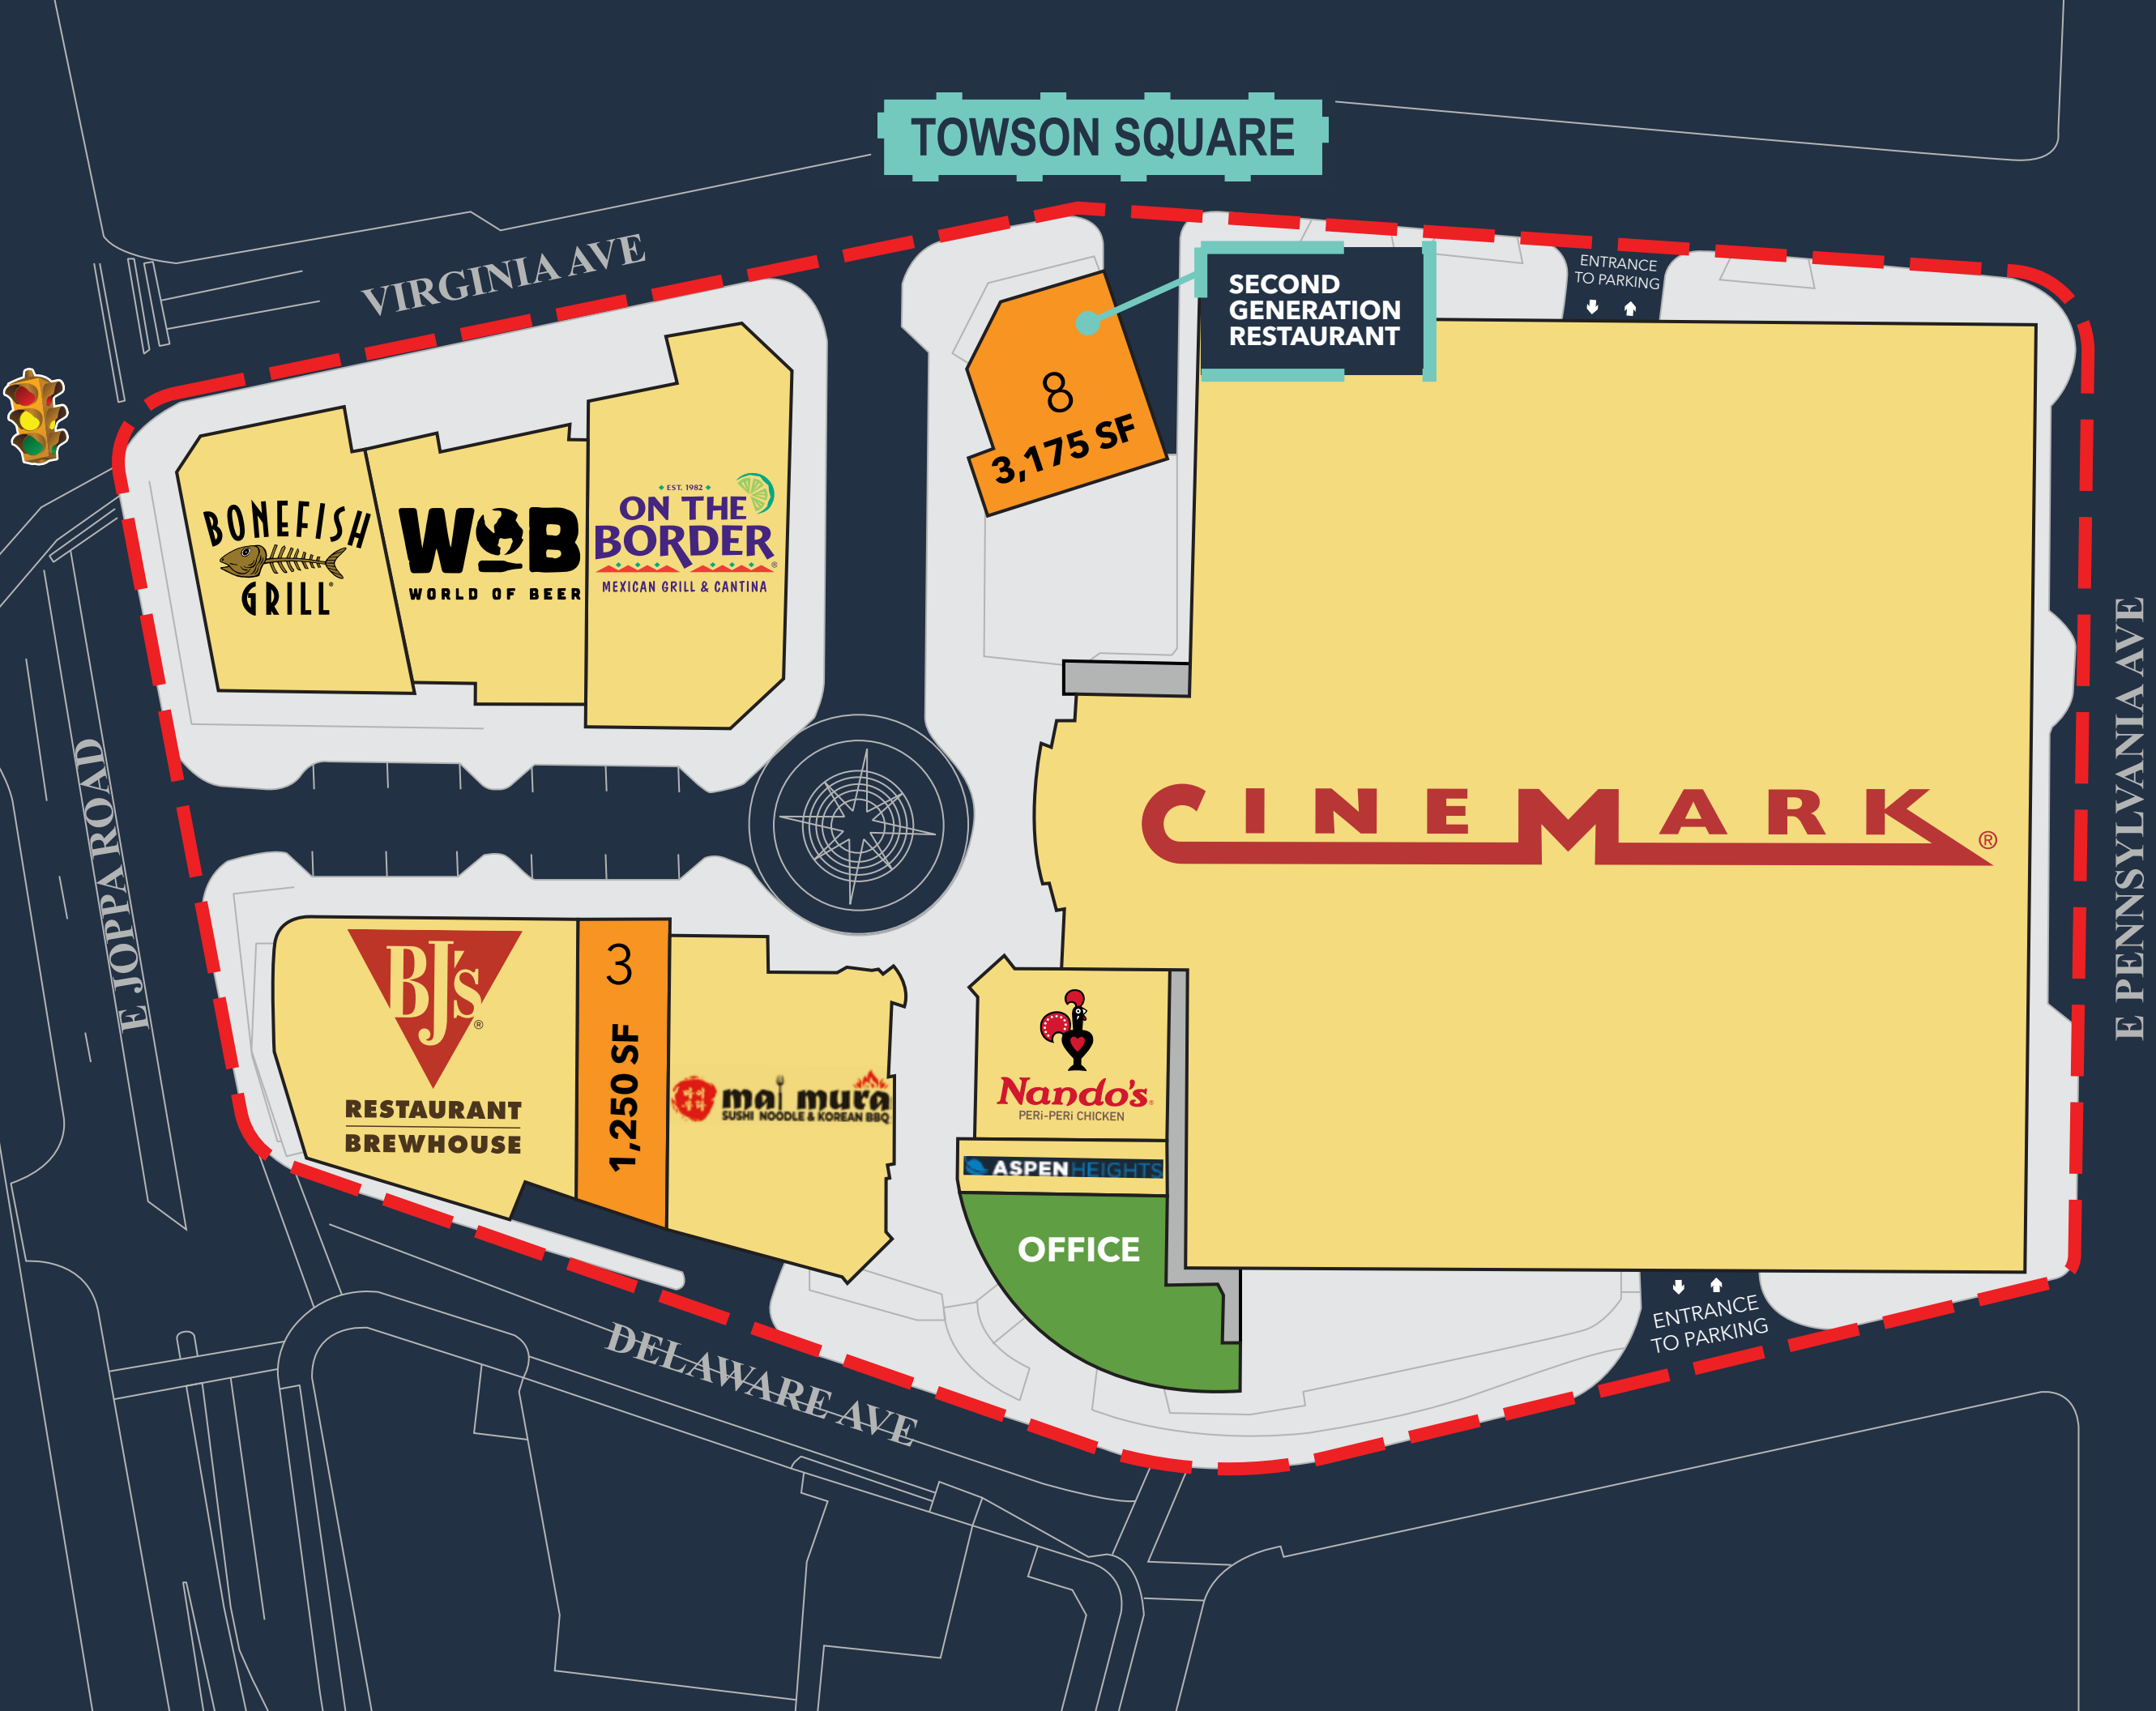 TOWSON SQUARE
VIRGINIA AVE
ENTRANCE
TO PARKING
SECOND
GENERATION
RESTAURANT
8
3,175 SF
BONEFISH
GRILL
WOB
WORLD OF BEER
EST. 1982
ON THE
BORDER®
MEXICAN GRILL & CANTINA
E JOPPA ROAD
E PENNSYLVANIA AVE
CINEMARK®
BJ's®
RESTAURANT
BREWHOUSE
3
1,250 SF
mai mura
SUSHI NOODLE & KOREAN BBQ
Nando's®
PERi-PERi CHICKEN
ASPENHEIGHTS
OFFICE
ENTRANCE
TO PARKING
DELAWARE AVE